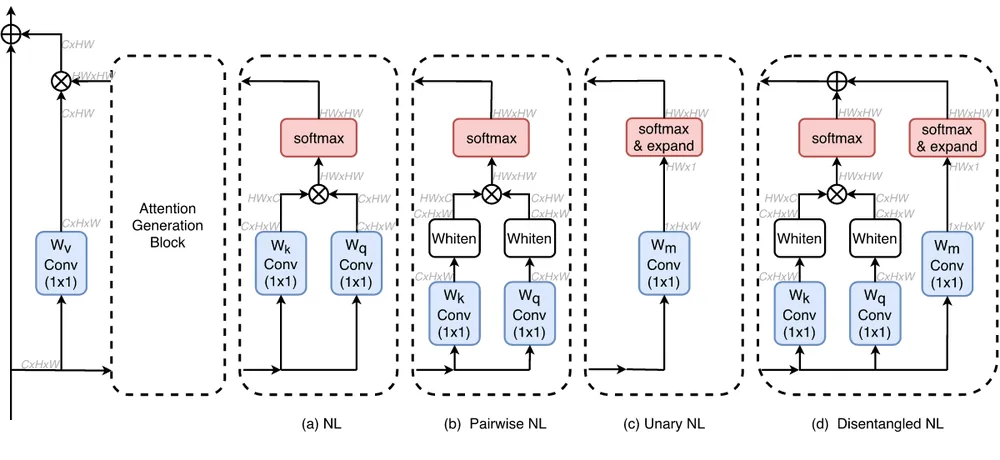 CxHW
HWxHW
CxHW
CxHxW
Wv
Conv
(1x1)
CxHxW
Attention
Generation
Block
HWxHW
softmax
HWxHW
HWxC
CxHW
CxHxW
CxHxW
Wk
Conv
(1x1)
Wq
Conv
(1x1)
(a) NL
HWxHW
softmax
HWxHW
HWxC
CxHW
CxHxW
CxHxW
Whiten
Whiten
CxHxW
CxHxW
Wk
Conv
(1x1)
Wq
Conv
(1x1)
(b) Pairwise NL
HWxHW
softmax
& expand
1xHxW
Wm
Conv
(1x1)
(c) Unary NL
HWxHW
HWxHW
softmax
softmax
& expand
HWxHW
HWx1
HWxC
CxHW
CxHxW
CxHxW
1xHxW
Whiten
Whiten
Wm
Conv
(1x1)
CxHxW
CxHxW
Wk
Conv
(1x1)
Wq
Conv
(1x1)
(d) Disentangled NL